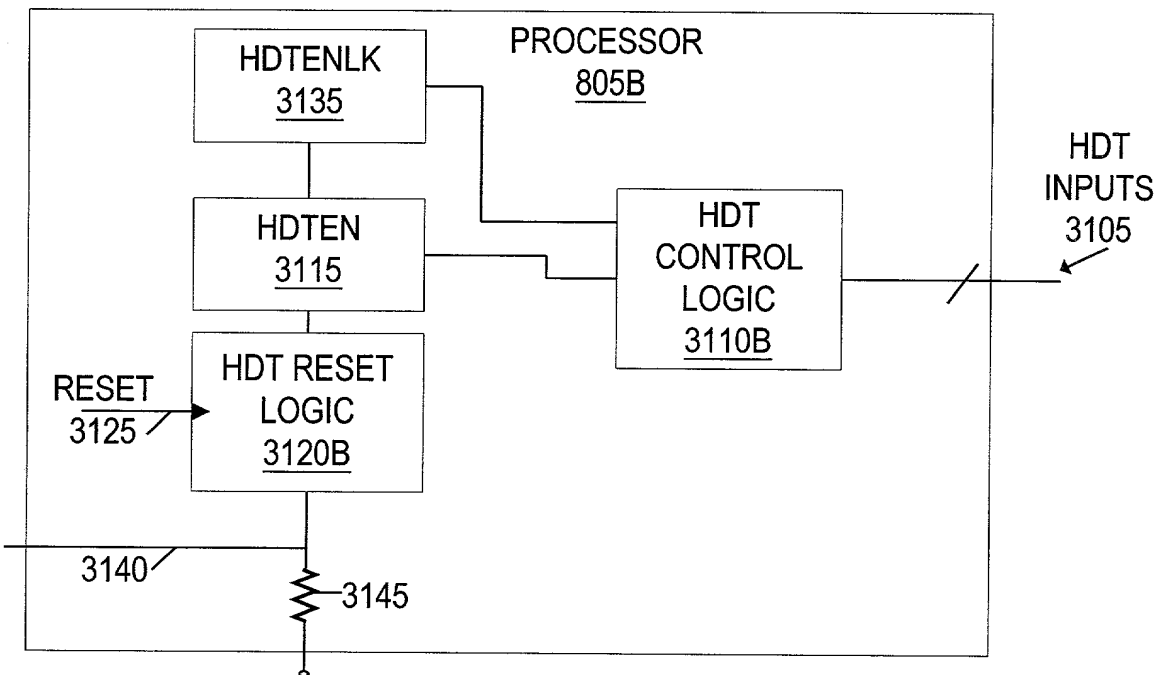 PROCESSOR
805B
HDTENLK
3135
HDTEN
3115
HDT
CONTROL
LOGIC
3110B
HDT
INPUTS
3105
HDT RESET
LOGIC
3120B
RESET
3125
3140
3145